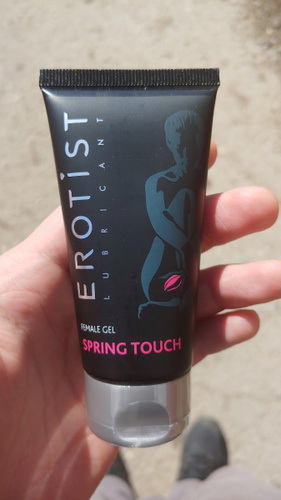 EROTIST
LUBRICANT
FEMALE GEL
SPRING TOUCH